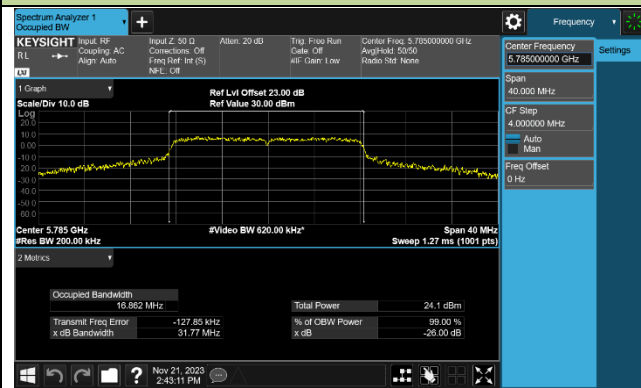 Spectrum Analyzer 1
Occupied BW
Frequency
KEYSIGHT
RL
LXI
Input: RF
Coupling: AC
Align: Auto
Input Z: 50 Ω
Corrections: Off
Freq Ref: Int (S)
NFE: Off
Atten: 20 dB
Trig: Free Run
Gate: Off
#IF Gain: Low
Center Freq: 5.785000000 GHz
Avg|Hold: 50/50
Radio Std: None
Center Frequency
5.785000000 GHz
Settings
Span
40.000 MHz
CF Step
4.000000 MHz
Auto
Man
Freq Offset
0 Hz
1 Graph
Scale/Div 10.0 dB
Ref Lvl Offset 23.00 dB
Ref Value 30.00 dBm
Log
20.0
10.0
0.00
-10.0
-20.0
-30.0
-40.0
-50.0
-60.0
Center 5.785 GHz
#Video BW 620.00 kHz*
Span 40 MHz
#Res BW 200.00 kHz
Sweep 1.27 ms (1001 pts)
2 Metrics
Occupied Bandwidth
16.862 MHz
Total Power 24.1 dBm
Transmit Freq Error -127.85 kHz
% of OBW Power 99.00 %
x dB Bandwidth 31.77 MHz
x dB -26.00 dB
Nov 21, 2023
2:43:11 PM